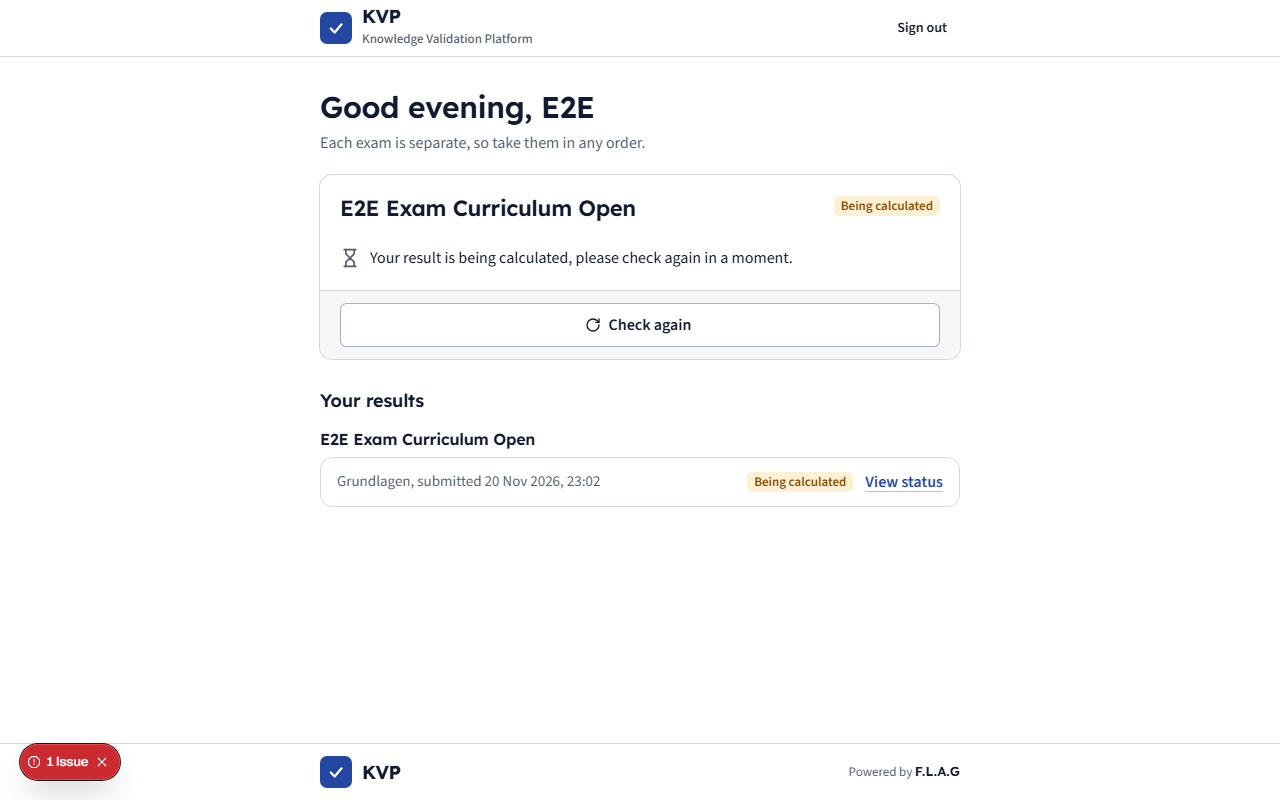 KVP
Knowledge Validation Platform
Sign out
Good evening, E2E
Each exam is separate, so take them in any order.
E2E Exam Curriculum Open
Being calculated
Your result is being calculated, please check again in a moment.
Check again
Your results
E2E Exam Curriculum Open
Grundlagen, submitted 20 Nov 2026, 23:02
Being calculated
View status
1 Issue
KVP
Powered by F.L.A.G